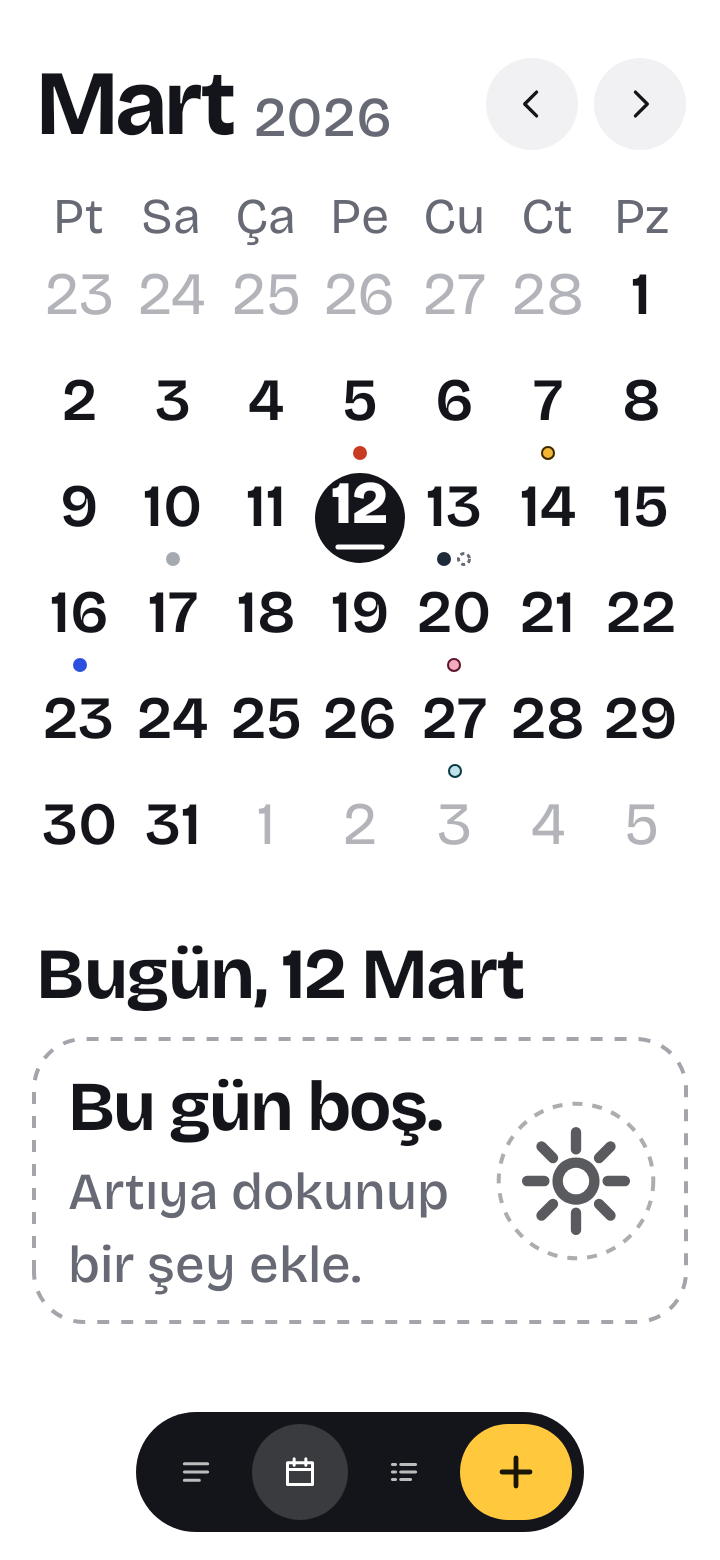 Mart 2026
Pt Sa Ça Pe Cu Ct Pz
23 24 25 26 27 28 1
2 3 4 5 6 7 8
9 10 11 12 13 14 15
16 17 18 19 20 21 22
23 24 25 26 27 28 29
30 31 1 2 3 4 5
Bugün, 12 Mart
Bu gün boş.
Artıya dokunup
bir şey ekle.